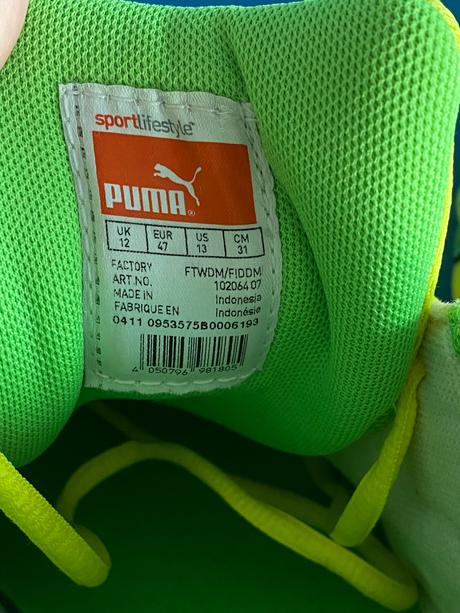 sportlifestyle™
PUMA®
UK EUR US CM
12 47 13 31
FACTORY FTWDM/FIDDM
ART.NO. 102064 07
MADE IN Indonesia
FABRIQUE EN Indonésie
0411 0953575B0006193
4 050796 981805